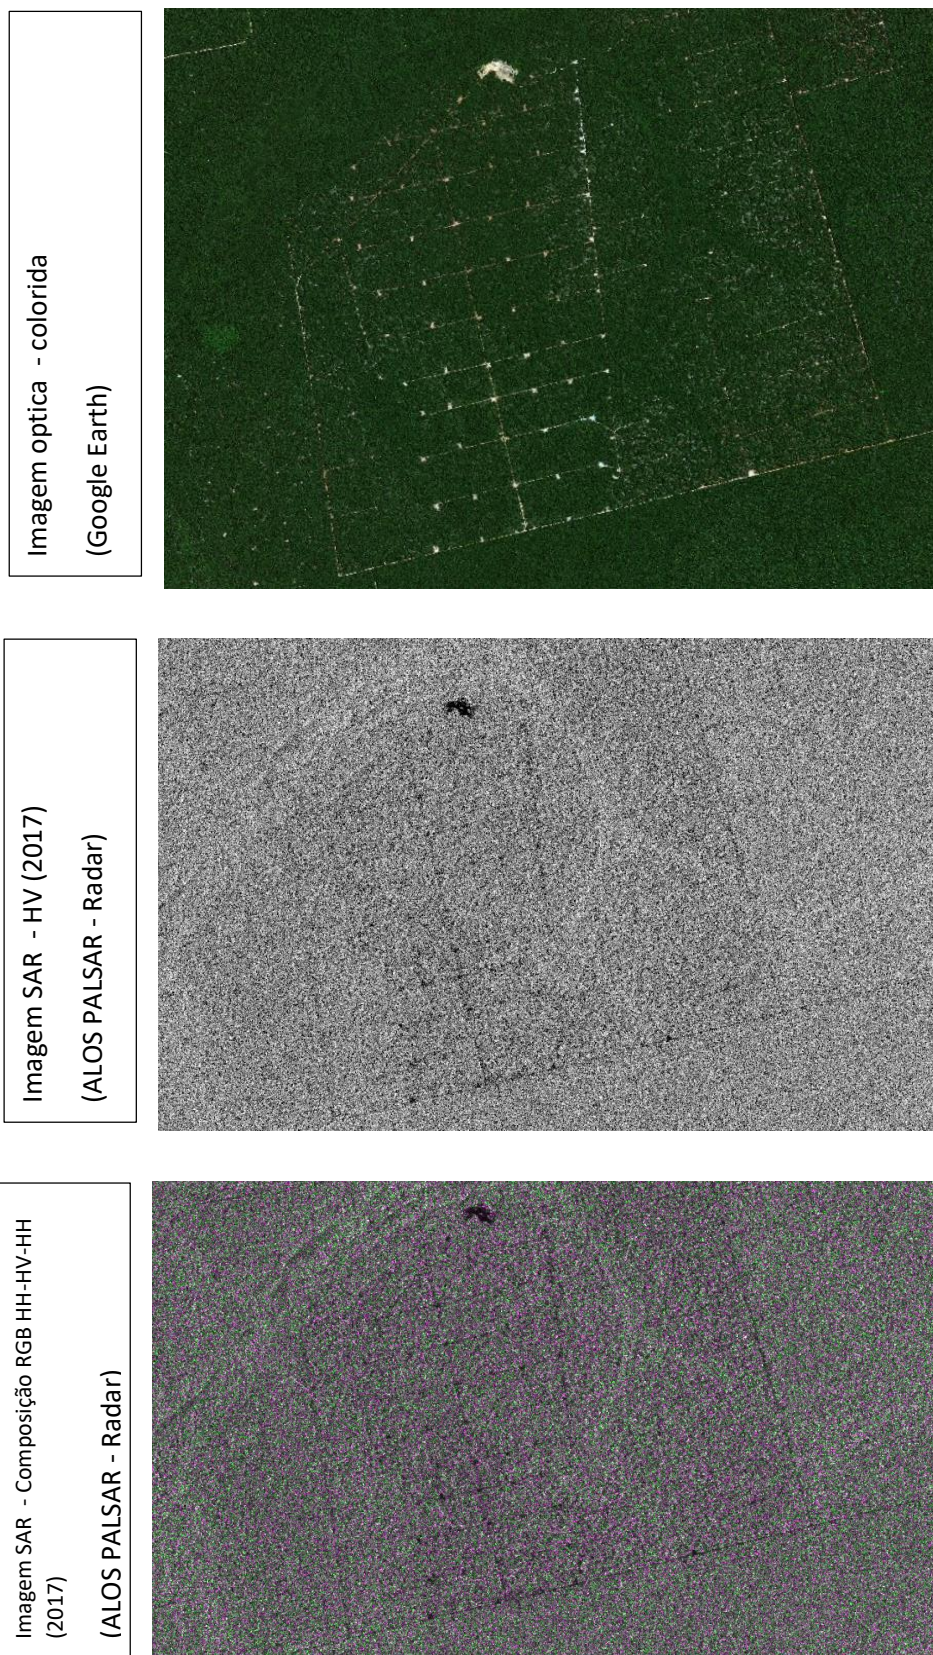 Imagem optica - colorida
(Google Earth)
Imagem SAR - HV (2017)
(ALOS PALSAR - Radar)
Imagem SAR - Composição RGB HH-HV-HH
(2017)
(ALOS PALSAR - Radar)